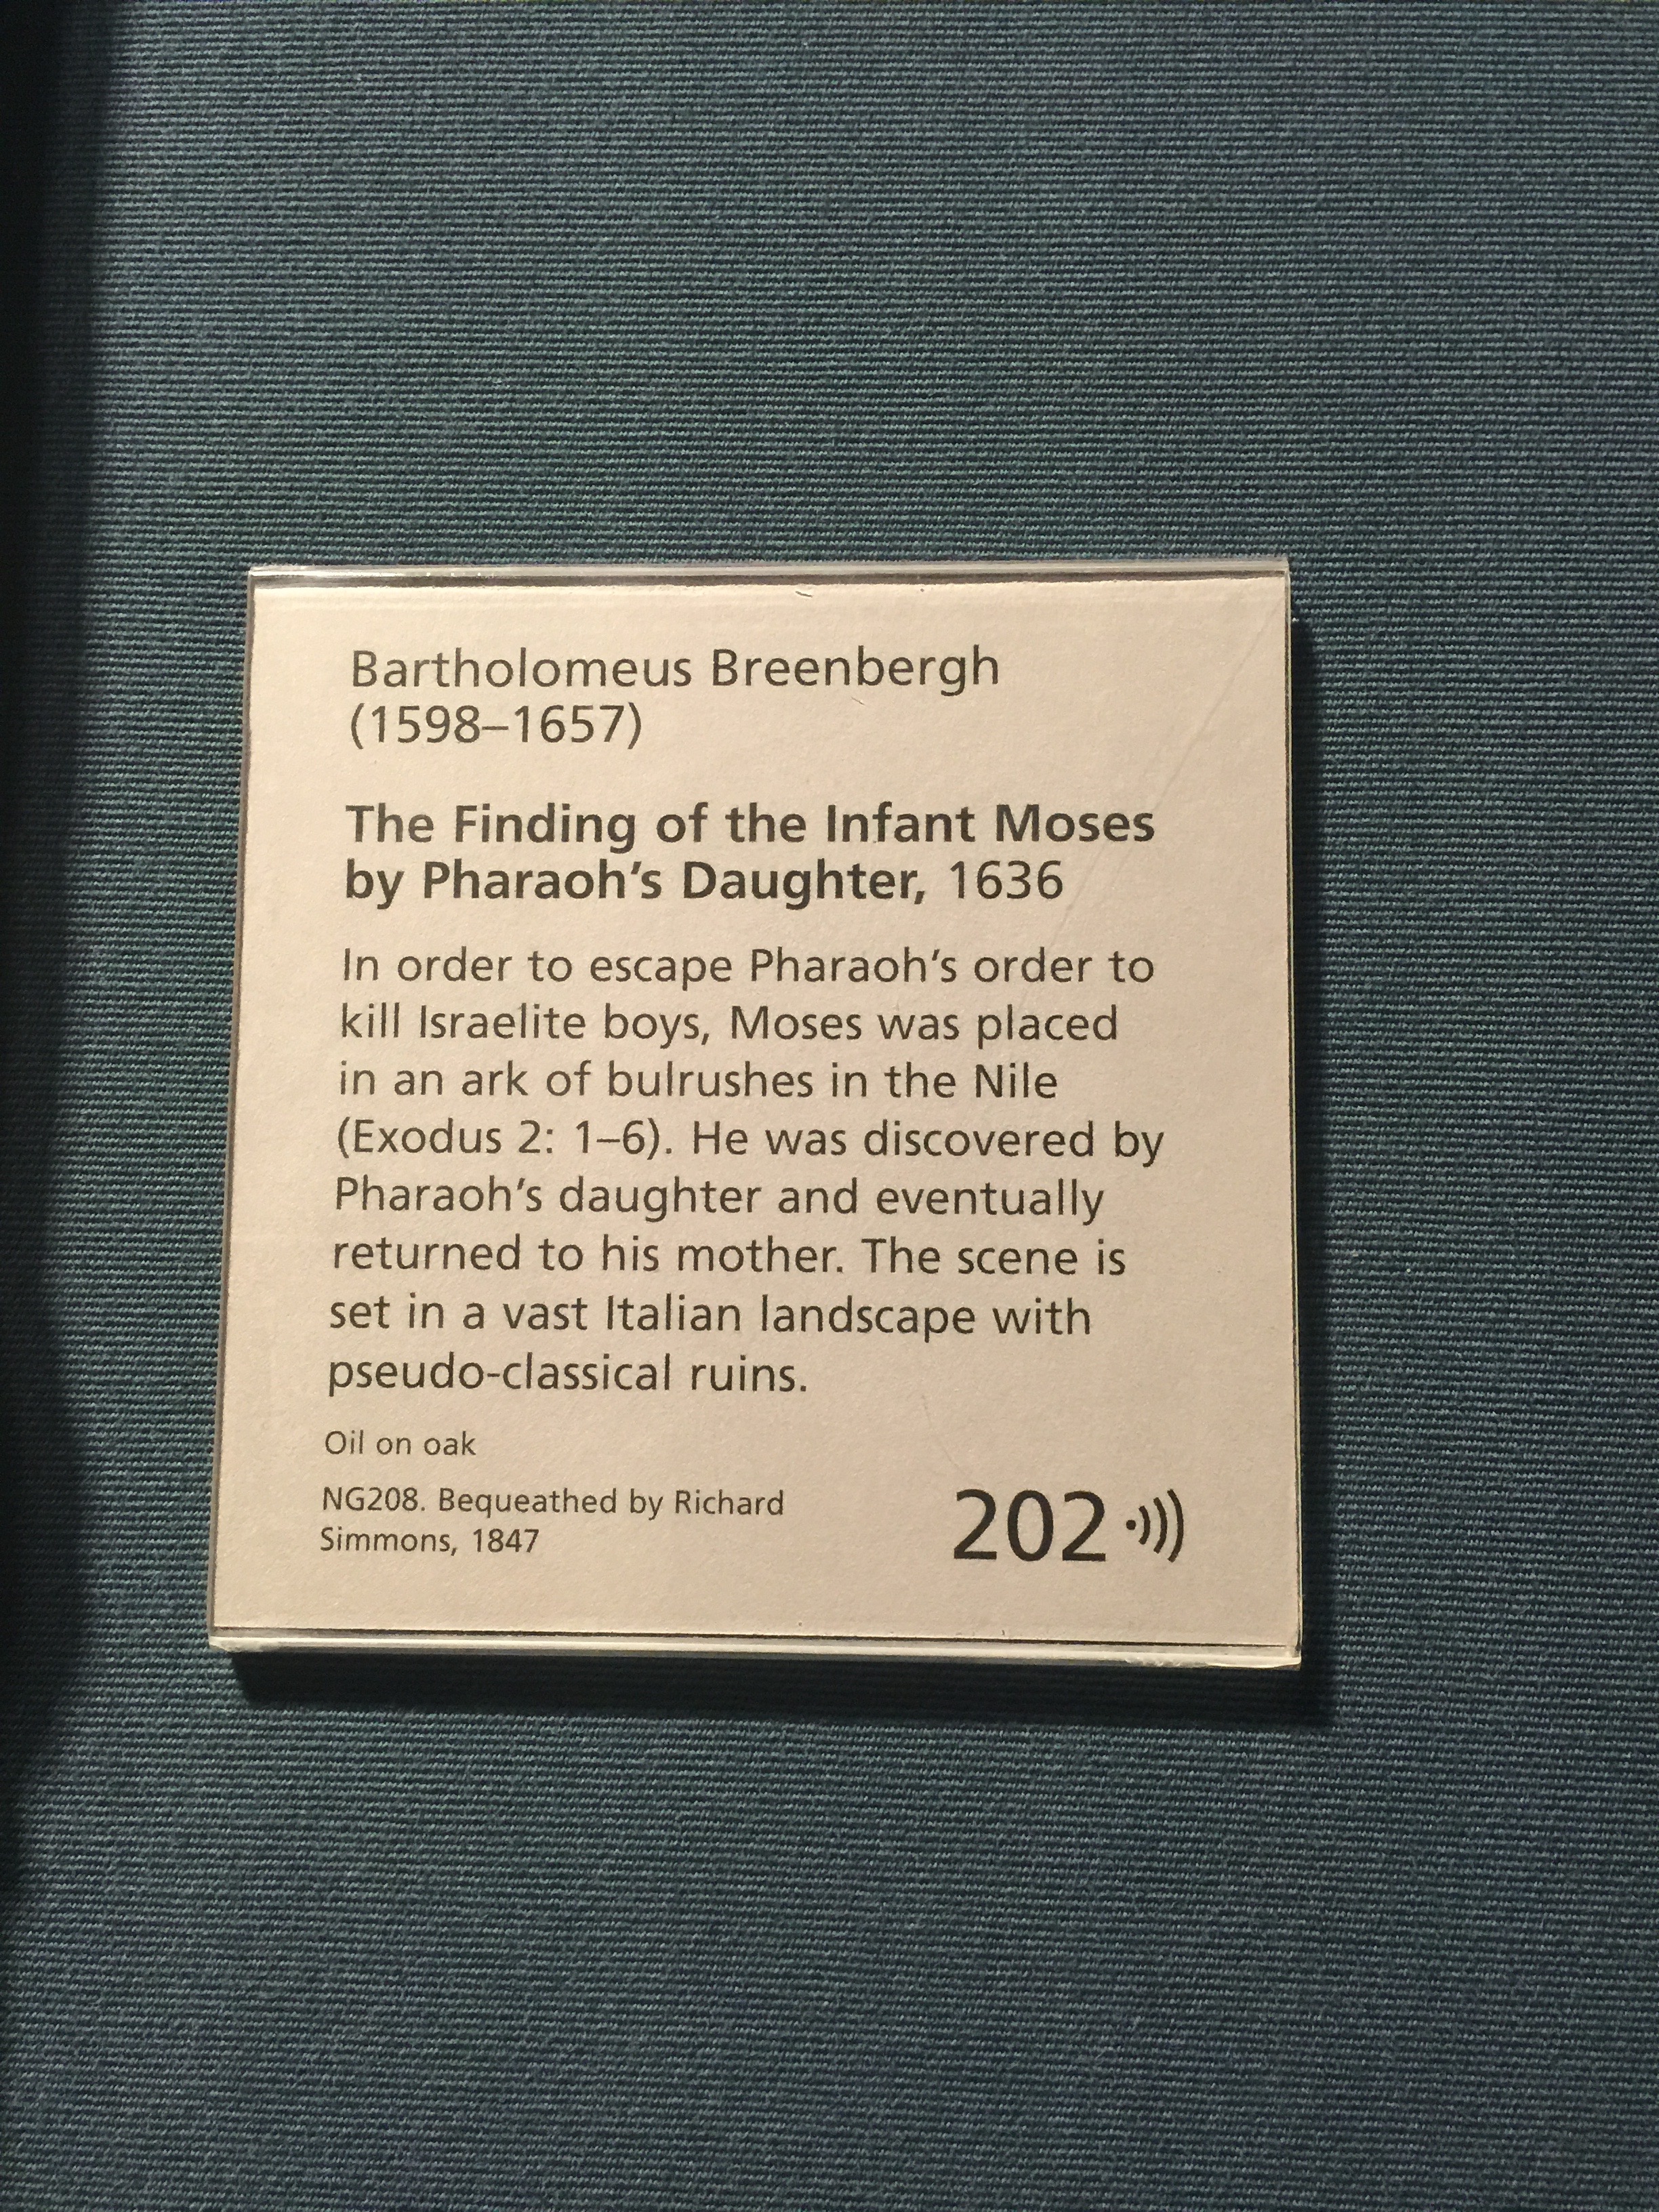 Bartholomeus Breenbergh
(1598–1657)
The Finding of the Infant Moses
by Pharaoh’s Daughter, 1636
In order to escape Pharaoh’s order to
kill Israelite boys, Moses was placed
in an ark of bulrushes in the Nile
(Exodus 2: 1–6). He was discovered by
Pharaoh’s daughter and eventually
returned to his mother. The scene is
set in a vast Italian landscape with
pseudo-classical ruins.
Oil on oak
NG208. Bequeathed by Richard
Simmons, 1847
202